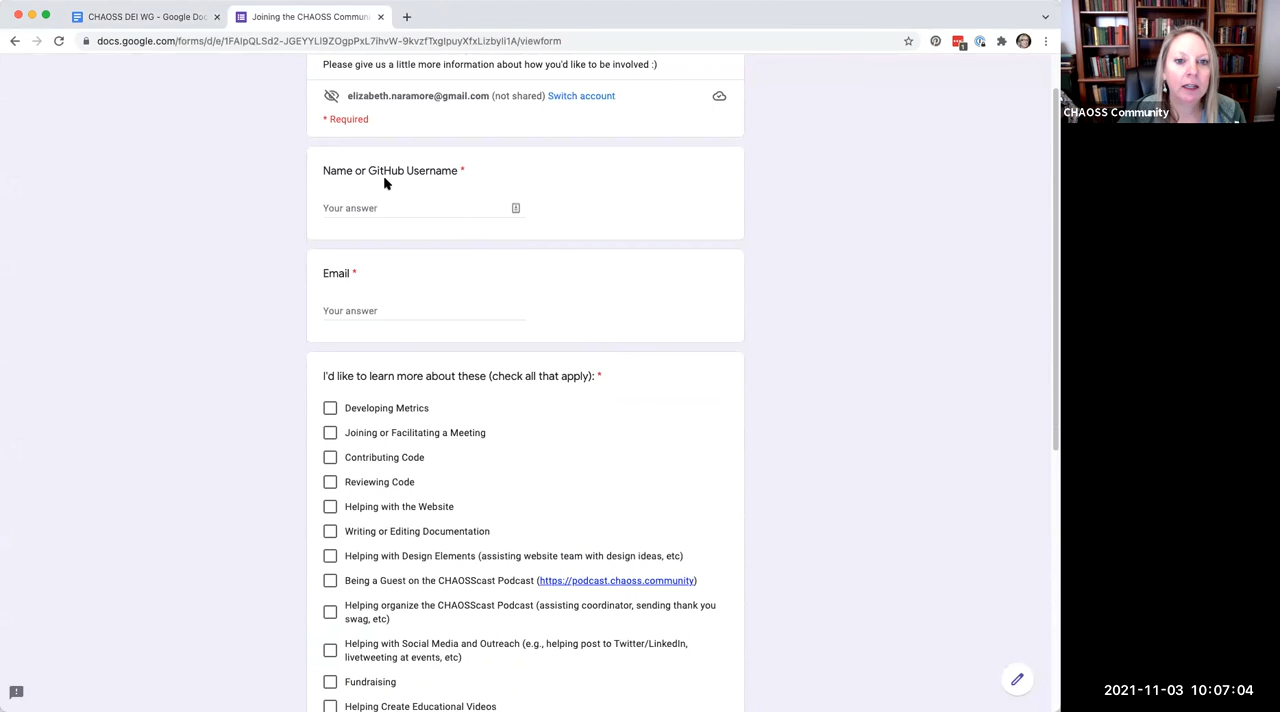 CHAOSS DEI WG - Google Doc
Joining the CHAOSS Communi
docs.google.com/forms/d/e/1FAIpQLSd2-JGEYYLl9ZOgpPxL7ihvW-9kvzfTxglpuyXfxLizbyli1A/viewform
1
Please give us a little more information about how you'd like to be involved :)
elizabeth.naramore@gmail.com (not shared) Switch account
* Required
CHAOSS Community
Name or GitHub Username *
Your answer
Email *
Your answer
I'd like to learn more about these (check all that apply): *
Developing Metrics
Joining or Facilitating a Meeting
Contributing Code
Reviewing Code
Helping with the Website
Writing or Editing Documentation
Helping with Design Elements (assisting website team with design ideas, etc)
Being a Guest on the CHAOSScast Podcast (https://podcast.chaoss.community)
Helping organize the CHAOSScast Podcast (assisting coordinator, sending thank you
swag, etc)
Helping with Social Media and Outreach (e.g., helping post to Twitter/LinkedIn,
livetweeting at events, etc)
Fundraising
Helping Create Educational Videos
2021-11-03 10:07:04